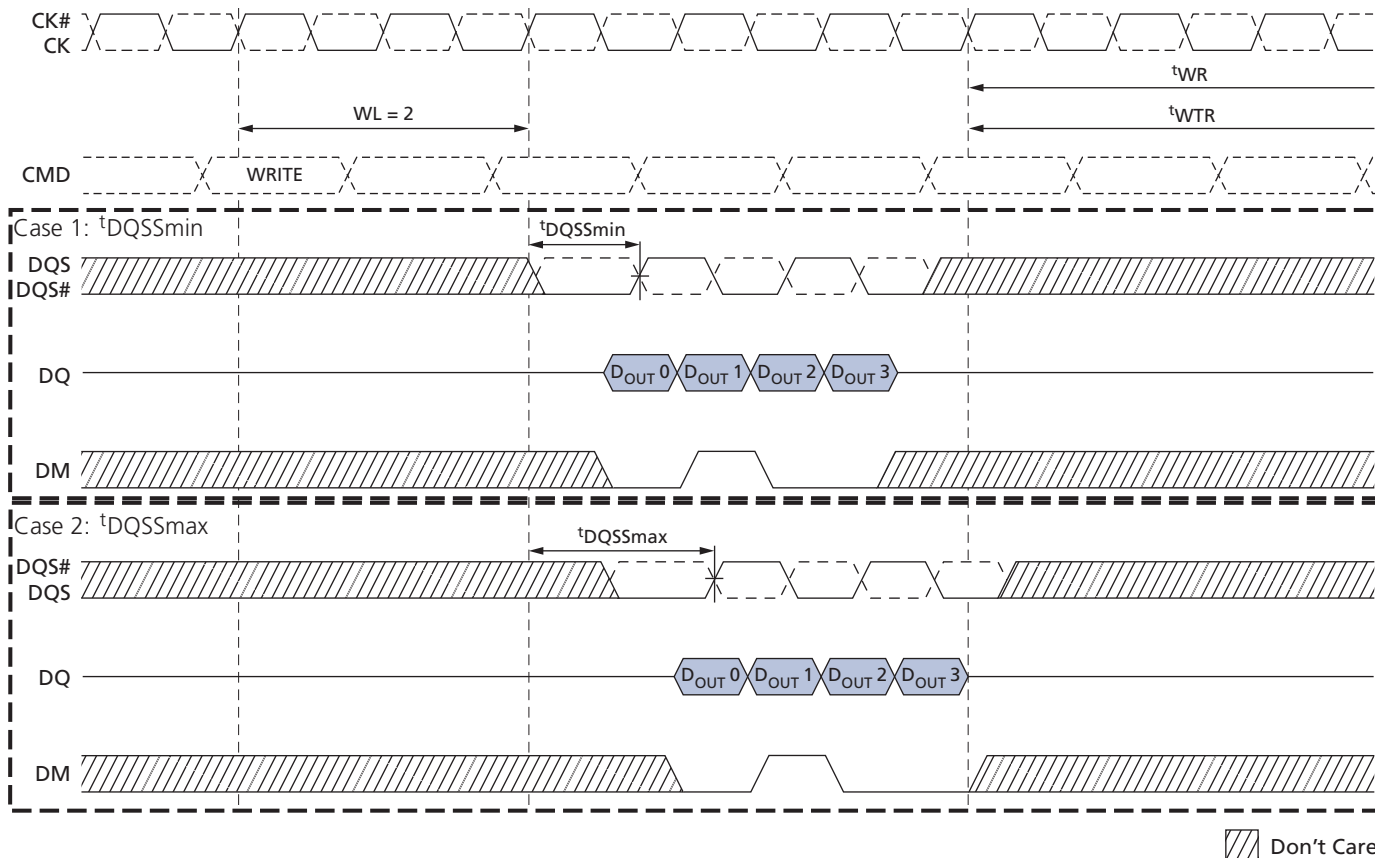 CK#
CK
tWR
WL = 2
tWTR
CMD
WRITE
Case 1: tDQSSmin
tDQSSmin
DQS
DQS#
DQ
DOUT 0 DOUT 1 DOUT 2 DOUT 3
DM
Case 2: tDQSSmax
tDQSSmax
DQS#
DQS
DQ
DOUT 0 DOUT 1 DOUT 2 DOUT 3
DM
Don't Care